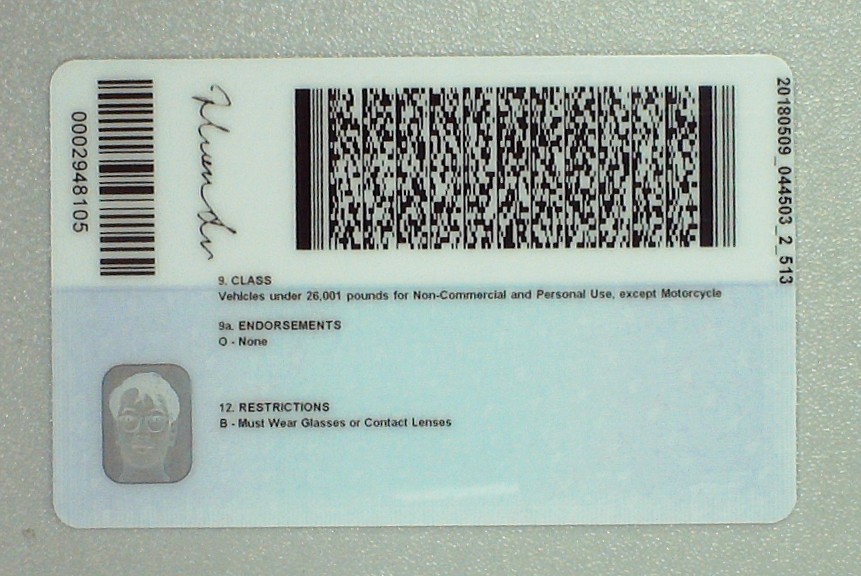 0002948105
20180509_044503_2_513
9. CLASS
Vehicles under 26,001 pounds for Non-Commercial and Personal Use, except Motorcycle
9a. ENDORSEMENTS
O - None
12. RESTRICTIONS
B - Must Wear Glasses or Contact Lenses